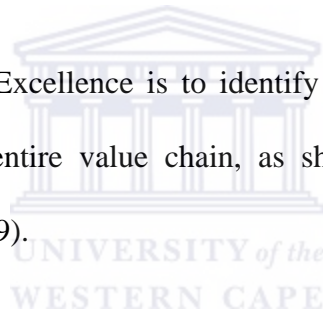 Excellence is to identify
entire value chain, as sh
9).
UNIVERSITY of the
WESTERN CAPE